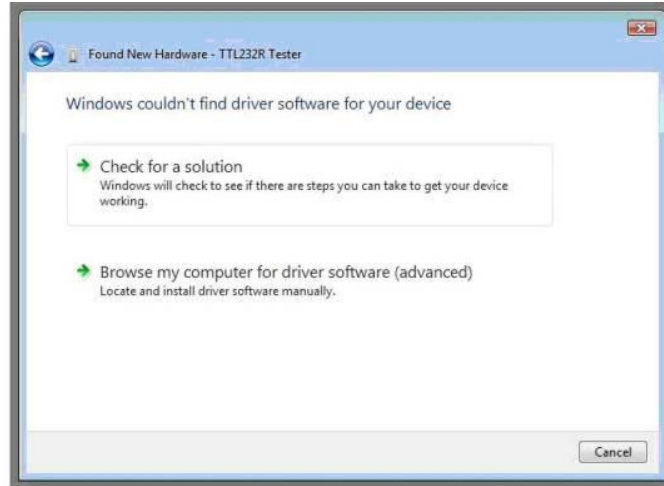 Found New Hardware - TTL232R Tester
Windows couldn't find driver software for your device
Check for a solution
Windows will check to see if there are steps you can take to get your device
working.
Browse my computer for driver software (advanced)
Locate and install driver software manually.
Cancel